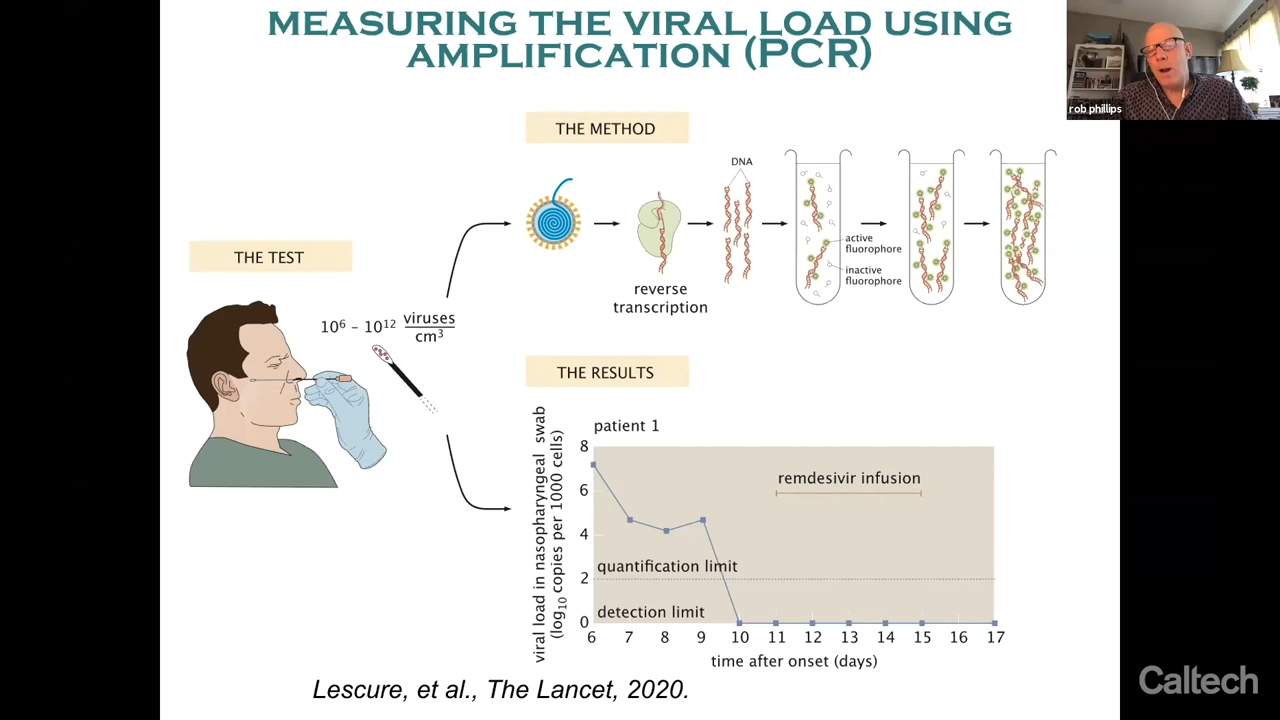 MEASURING THE VIRAL LOAD USING
AMPLIFICATION (PCR)
rob phillips
THE METHOD
DNA
active
fluorophore
inactive
fluorophore
reverse
transcription
THE TEST
10⁶ – 10¹² viruses
cm³
THE RESULTS
patient 1
viral load in nasopharyngeal swab
(log₁₀ copies per 1000 cells)
8
6
4
2
0
remdesivir infusion
quantification limit
detection limit
6 7 8 9 10 11 12 13 14 15 16 17
time after onset (days)
Lescure, et al., The Lancet, 2020.
Caltech